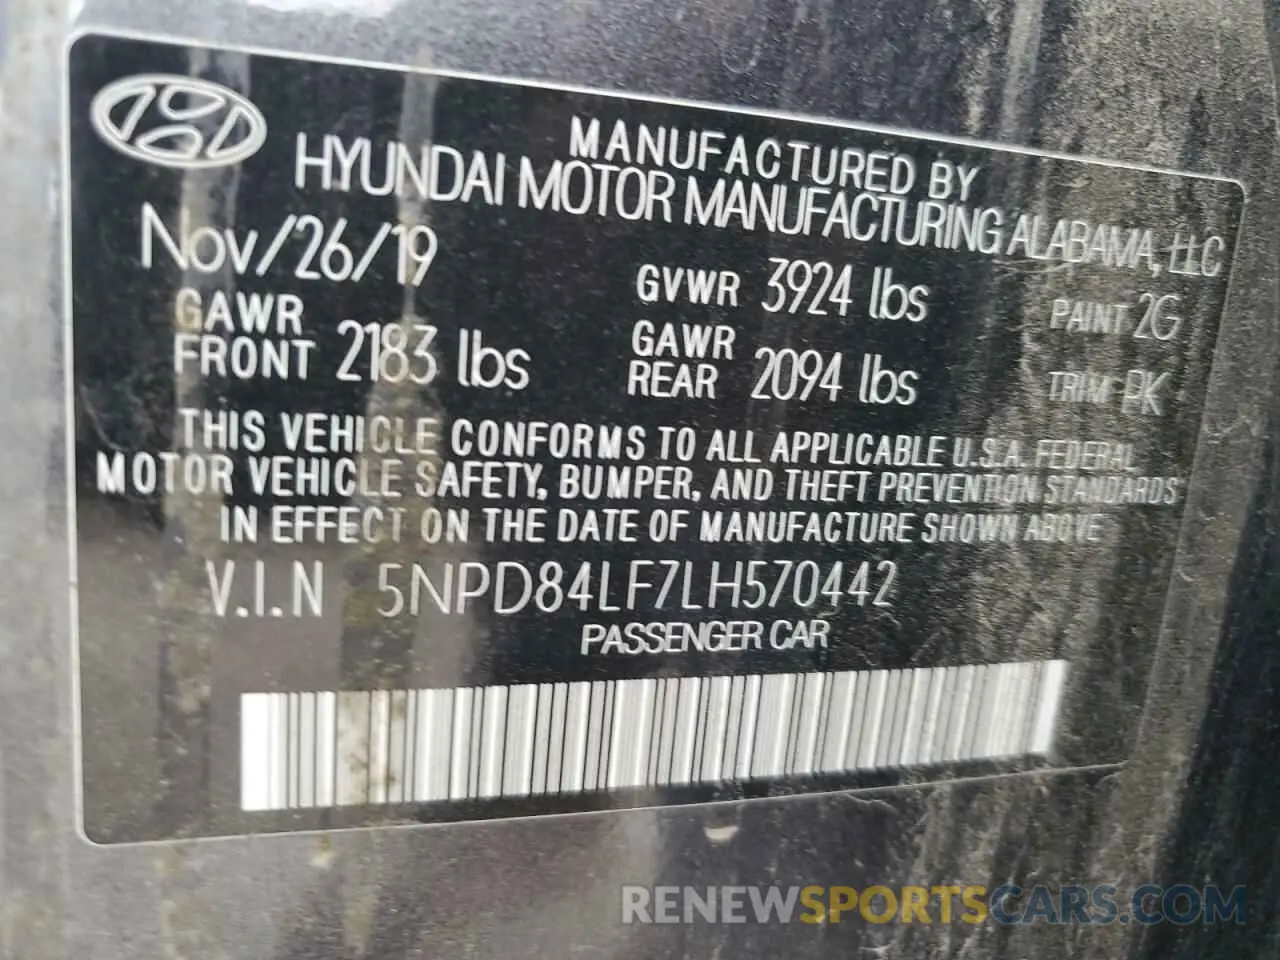 MANUFACTURED BY
HYUNDAI MOTOR MANUFACTURING ALABAMA, LLC
Nov/26/19
GVWR 3924 lbs
PAINT 2G
GAWR FRONT 2183 lbs
GAWR REAR 2094 lbs
TRIM PK
THIS VEHICLE CONFORMS TO ALL APPLICABLE U.S.A. FEDERAL
MOTOR VEHICLE SAFETY, BUMPER, AND THEFT PREVENTION STANDARDS
IN EFFECT ON THE DATE OF MANUFACTURE SHOWN ABOVE
V.I.N 5NPD84LF7LH570442
PASSENGER CAR
RENEWSPORTSCARS.COM